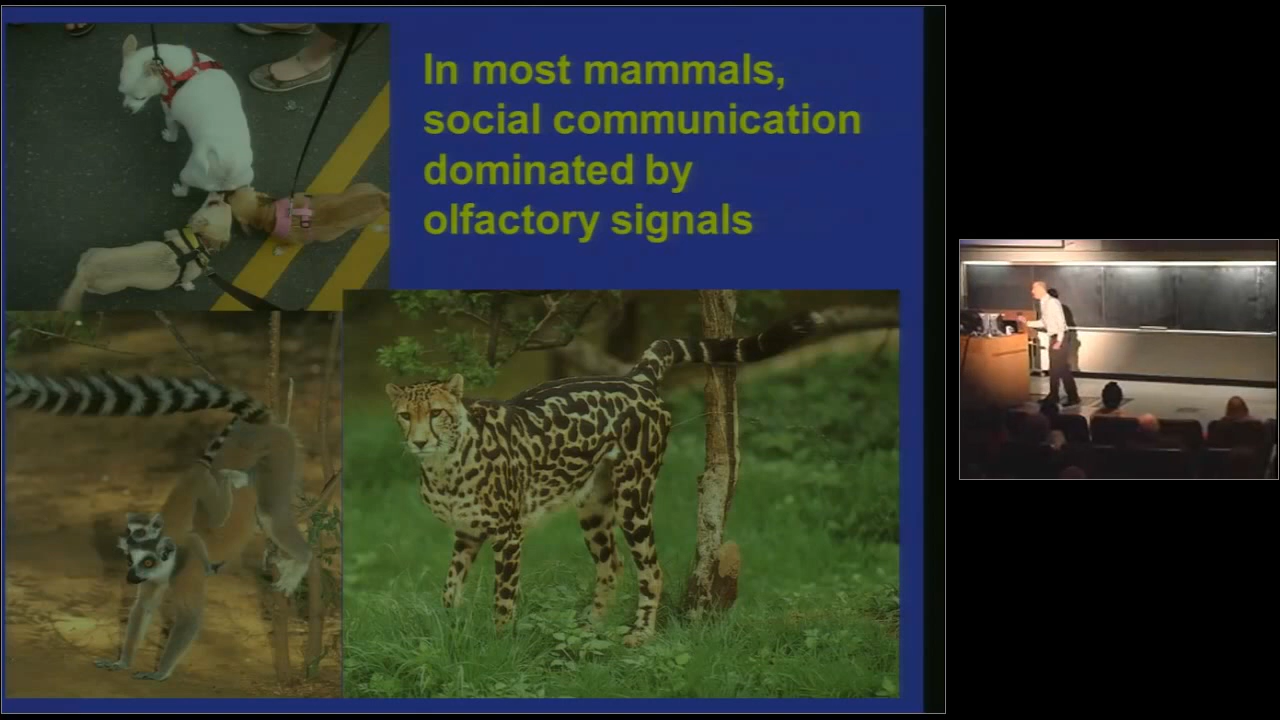 In most mammals,
social communication
dominated by
olfactory signals